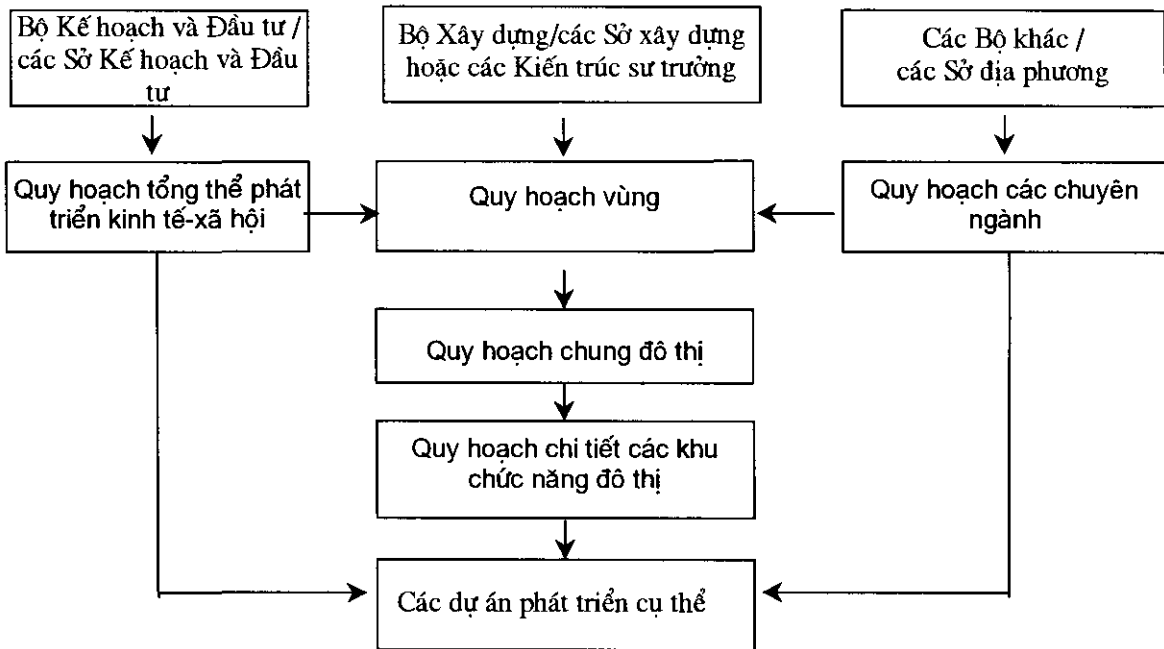 Bộ Kế hoạch và Đầu tư /
các Sở Kế hoạch và Đầu
tư
Bộ Xây dựng/các Sở xây dựng
hoặc các Kiến trúc sư trưởng
Các Bộ khác /
các Sở địa phương
Quy hoạch tổng thể phát
triển kinh tế-xã hội
Quy hoạch vùng
Quy hoạch các chuyên
ngành
Quy hoạch chung đô thị
Quy hoạch chi tiết các khu
chức năng đô thị
Các dự án phát triển cụ thể